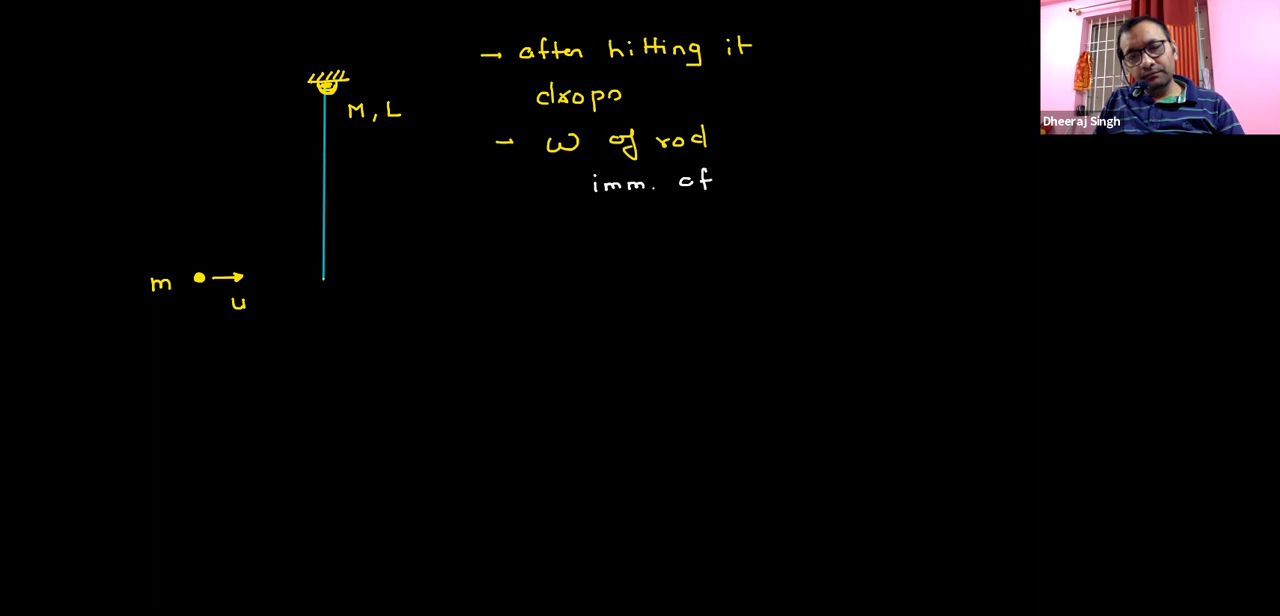 → after hitting it
drops
M, L
- ω of rod
imm. af
m
u
Dheeraj Singh